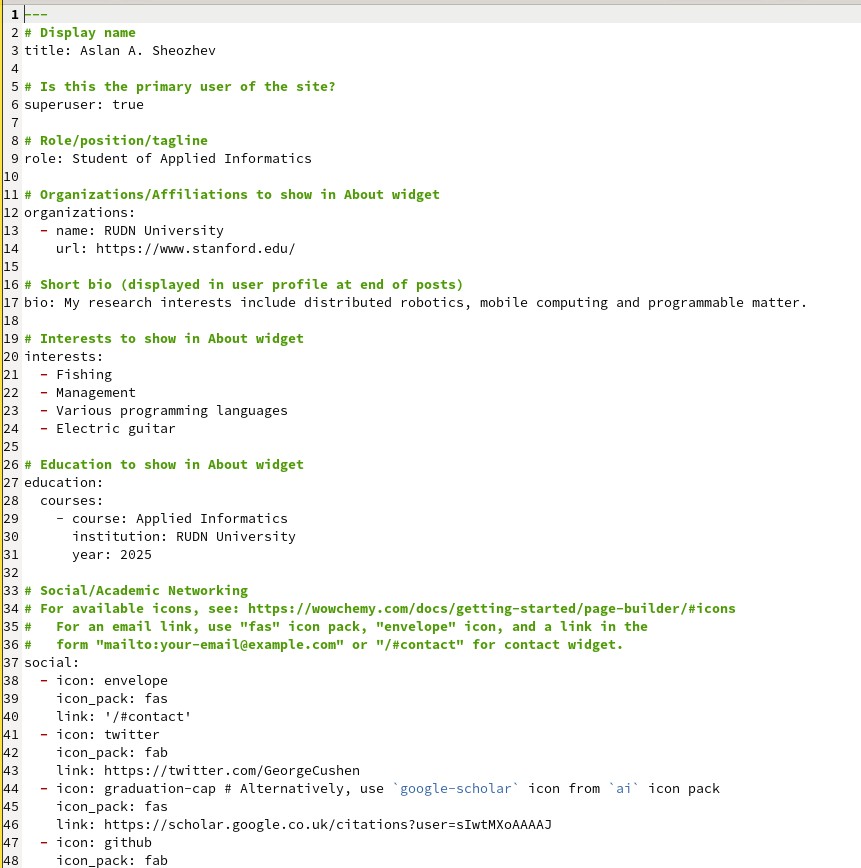 1 ---
2 # Display name
3 title: Aslan A. Sheozhev
4
5 # Is this the primary user of the site?
6 superuser: true
7
8 # Role/position/tagline
9 role: Student of Applied Informatics
10
11 # Organizations/Affiliations to show in About widget
12 organizations:
13   - name: RUDN University
14     url: https://www.stanford.edu/
15
16 # Short bio (displayed in user profile at end of posts)
17 bio: My research interests include distributed robotics, mobile computing and programmable matter.
18
19 # Interests to show in About widget
20 interests:
21   - Fishing
22   - Management
23   - Various programming languages
24   - Electric guitar
25
26 # Education to show in About widget
27 education:
28   courses:
29     - course: Applied Informatics
30       institution: RUDN University
31       year: 2025
32
33 # Social/Academic Networking
34 # For available icons, see: https://wowchemy.com/docs/getting-started/page-builder/#icons
35 #   For an email link, use "fas" icon pack, "envelope" icon, and a link in the
36 #   form "mailto:your-email@example.com" or "/#contact" for contact widget.
37 social:
38   - icon: envelope
39     icon_pack: fas
40     link: '/#contact'
41   - icon: twitter
42     icon_pack: fab
43     link: https://twitter.com/GeorgeCushen
44   - icon: graduation-cap # Alternatively, use `google-scholar` icon from `ai` icon pack
45     icon_pack: fas
46     link: https://scholar.google.co.uk/citations?user=sIwtMXoAAAAJ
47   - icon: github
48     icon_pack: fab